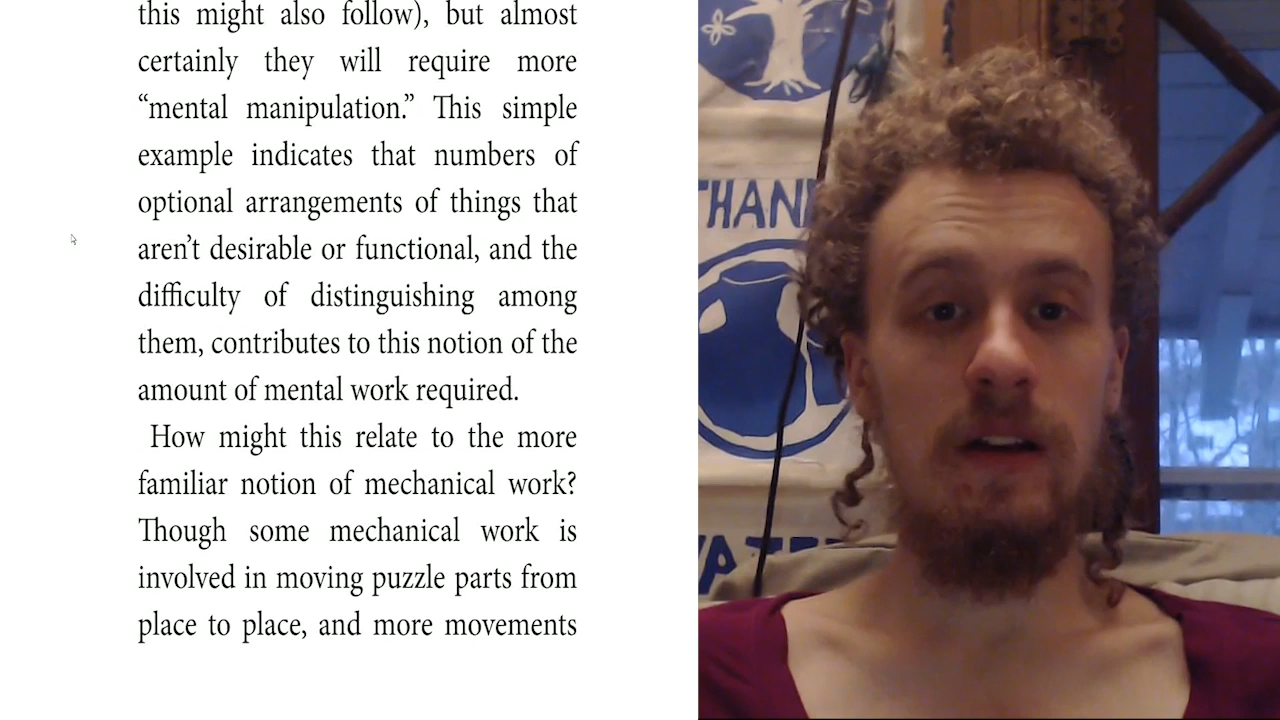 this might also follow), but almost
certainly they will require more
“mental manipulation.” This simple
example indicates that numbers of
optional arrangements of things that
aren’t desirable or functional, and the
difficulty of distinguishing among
them, contributes to this notion of the
amount of mental work required.
How might this relate to the more
familiar notion of mechanical work?
Though some mechanical work is
involved in moving puzzle parts from
place to place, and more movements
THAN